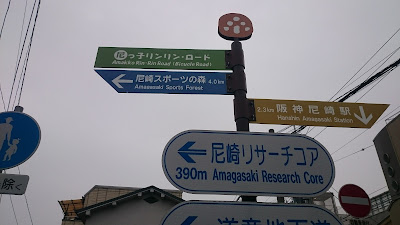 尼っ子リンリン・ロード
Amakko Rin-Rin Road (Bicycle Road)
尼崎スポーツの森 4.0km
Amagasaki Sports Forest
2.3km 阪神尼崎駅
Hanshin Amagasaki Station
尼崎リサーチコア
390m Amagasaki Research Core